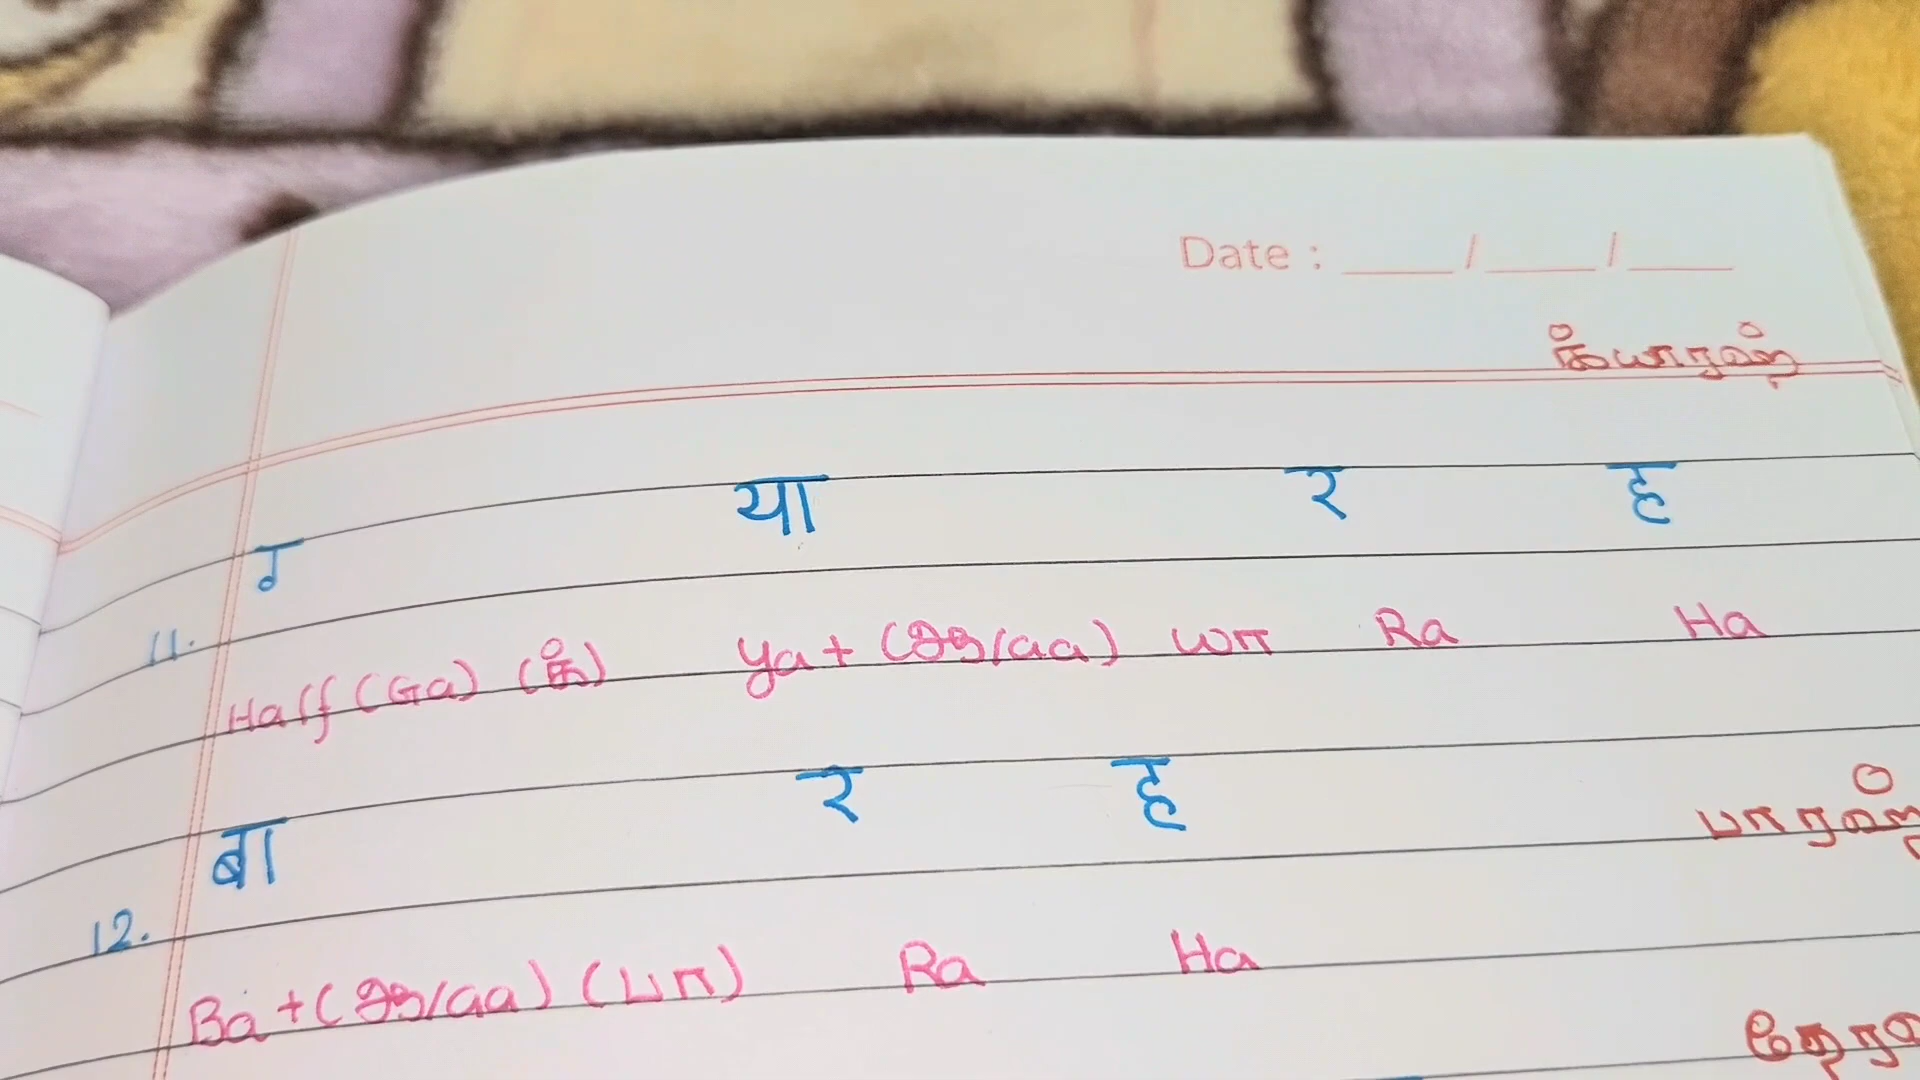 Date : ___/___/___
க்யாரஹ்
ग् या र ह
11.
Half (Ga) (க்) Ya + (ஆ/aa) யா Ra Ha
बा र ह
பாரஹ்
12.
Ba + (ஆ/aa) (பா) Ra Ha